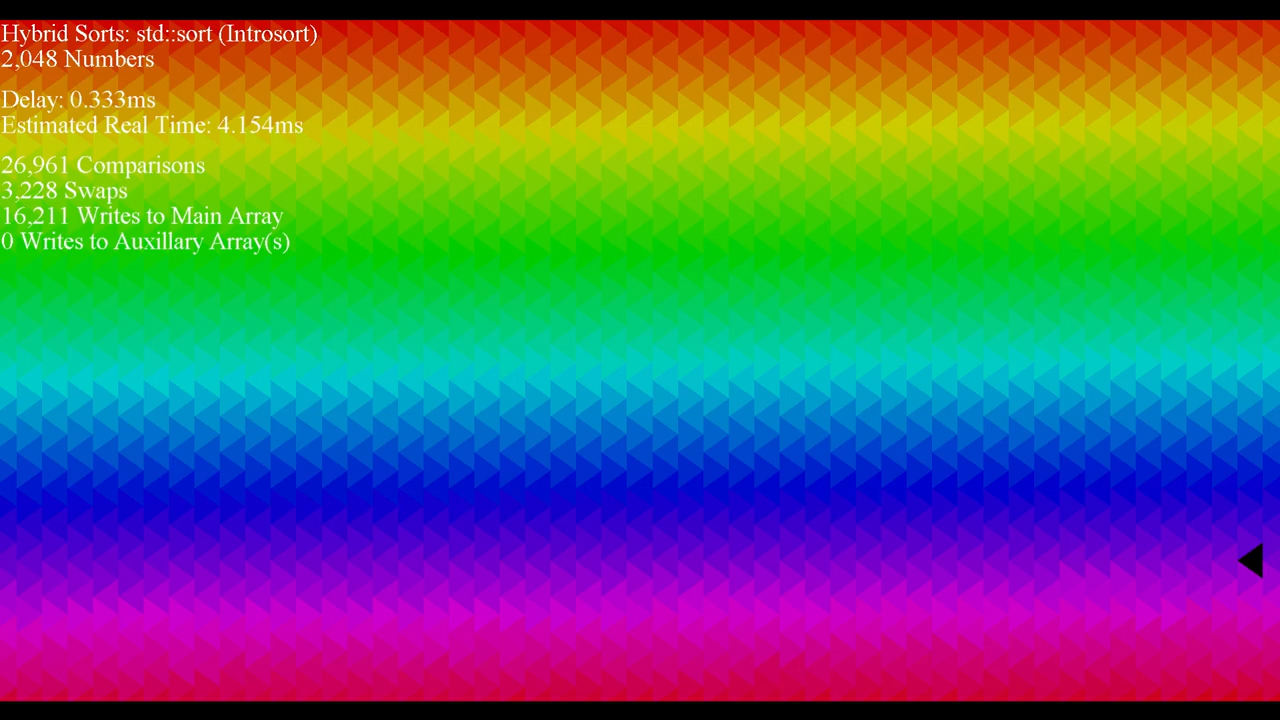 Hybrid Sorts: std::sort (Introsort)
2,048 Numbers
Delay: 0.333ms
Estimated Real Time: 4.154ms
26,961 Comparisons
3,228 Swaps
16,211 Writes to Main Array
0 Writes to Auxillary Array(s)